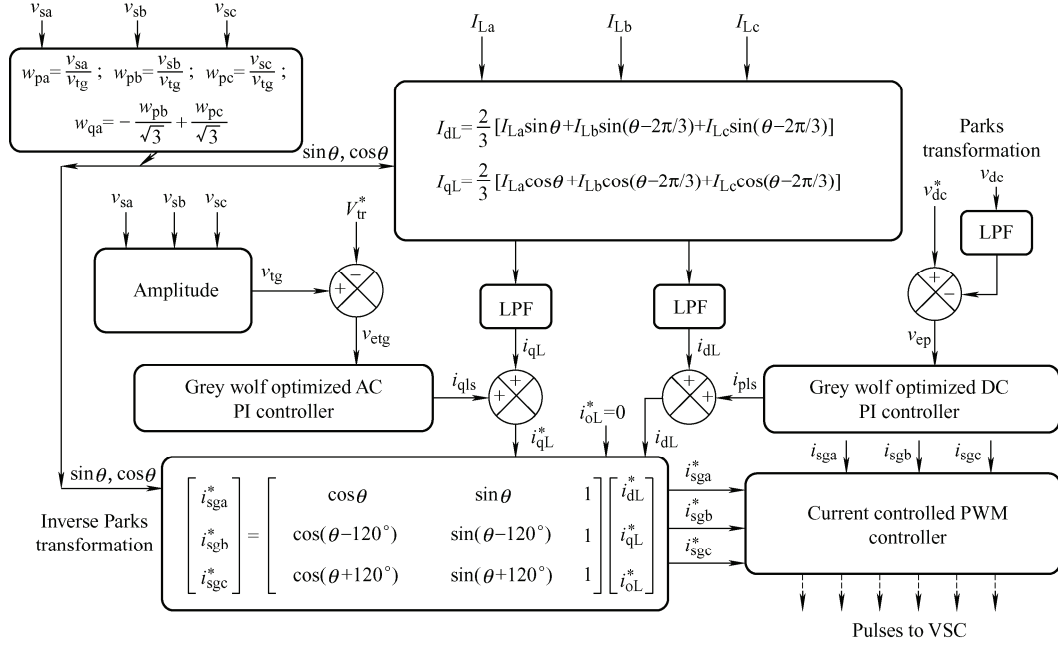 v_sa v_sb v_sc
w_pa = v_sa/v_tg ; w_pb = v_sb/v_tg ; w_pc = v_sc/v_tg ;
w_qa = − w_pb/√3 + w_pc/√3
sinθ, cosθ
I_La I_Lb I_Lc
I_dL = 2/3 [I_La sinθ+I_Lb sin(θ−2π/3)+I_Lc sin(θ−2π/3)]
I_qL = 2/3 [I_La cosθ+I_Lb cos(θ−2π/3)+I_Lc cos(θ−2π/3)]
Parks
transformation
v_dc
v*_dc
LPF
+
−
v_ep
v_sa v_sb v_sc
Amplitude
v_tg
V*_tr
−
+
v_etg
LPF
LPF
i_qL
i_dL
Grey wolf optimized AC
PI controller
i_qls
+
+
+
+
i_pls
Grey wolf optimized DC
PI controller
i*_qL
i*_oL=0
i_dL
i_sga i_sgb i_sgc
sinθ, cosθ
Inverse Parks
transformation
i*_sga cosθ sinθ 1 i*_dL
i*_sgb = cos(θ−120°) sin(θ−120°) 1 i*_qL
i*_sgc cos(θ+120°) sin(θ+120°) 1 i*_oL
i*_sga
i*_sgb
i*_sgc
Current controlled PWM
controller
Pulses to VSC